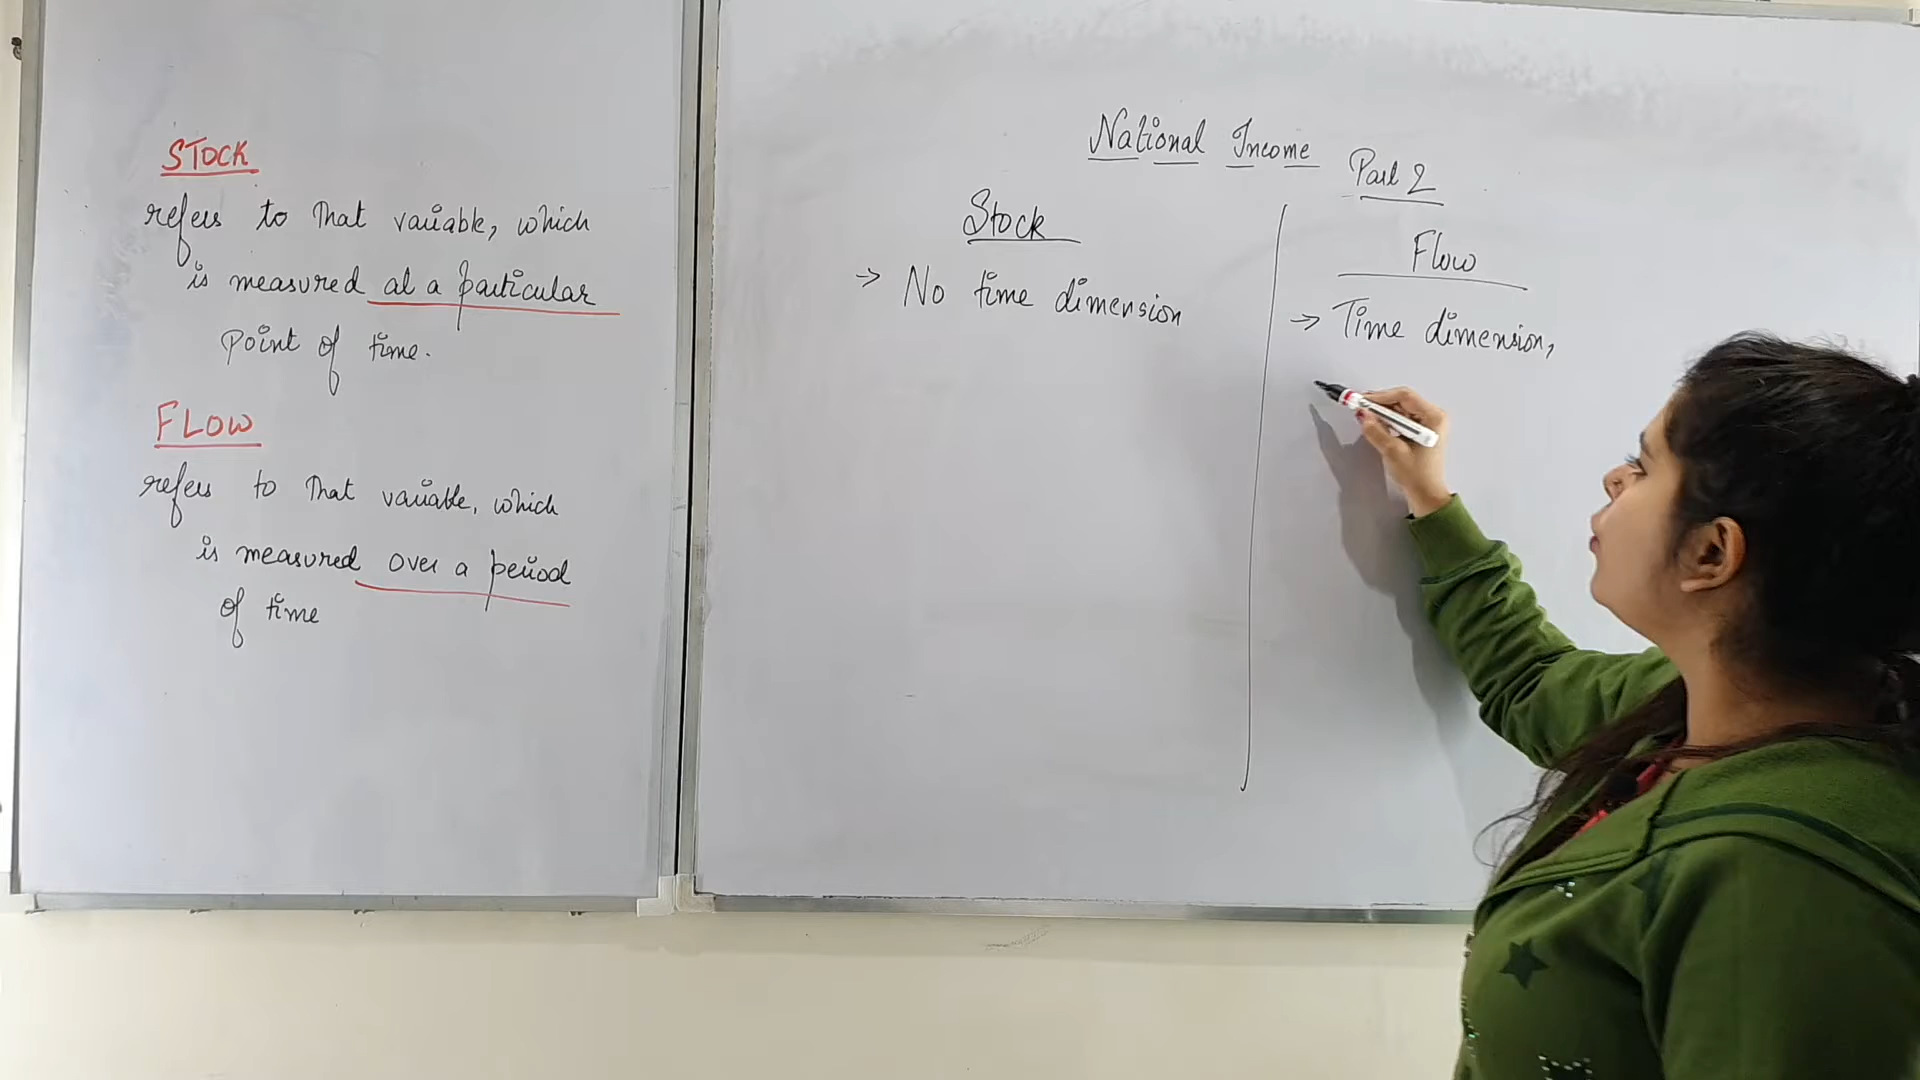 STOCK
refers to that variable, which
is measured at a particular
point of time.
FLOW
refers to that variable, which
is measured over a period
of time
National Income
Part 2
Stock
→ No time dimension
Flow
→ Time dimension,